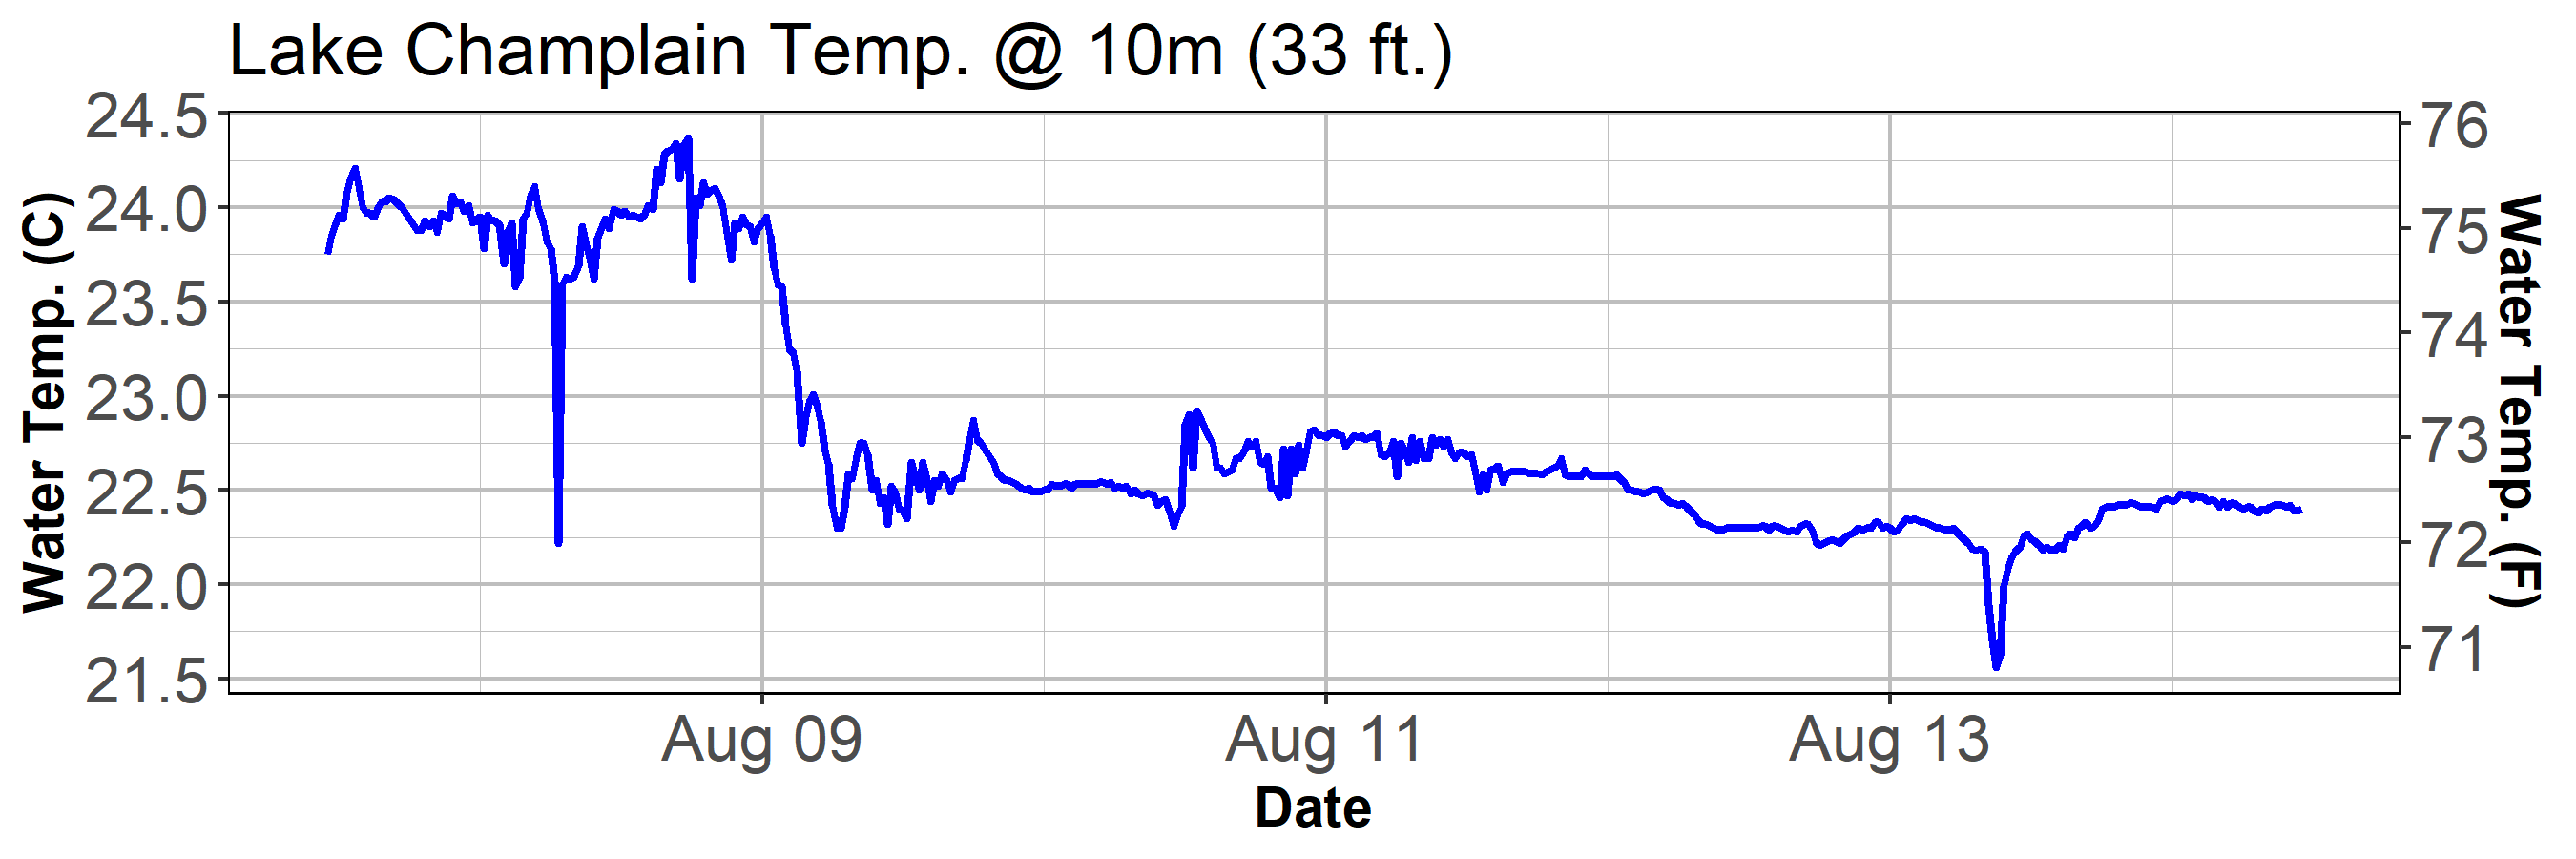 Lake Champlain Temp. @ 10m (33 ft.)
Water Temp. (C)
24.5
24.0
23.5
23.0
22.5
22.0
21.5
76
75
74
73
72
71
Water Temp. (F)
Aug 09
Aug 11
Aug 13
Date